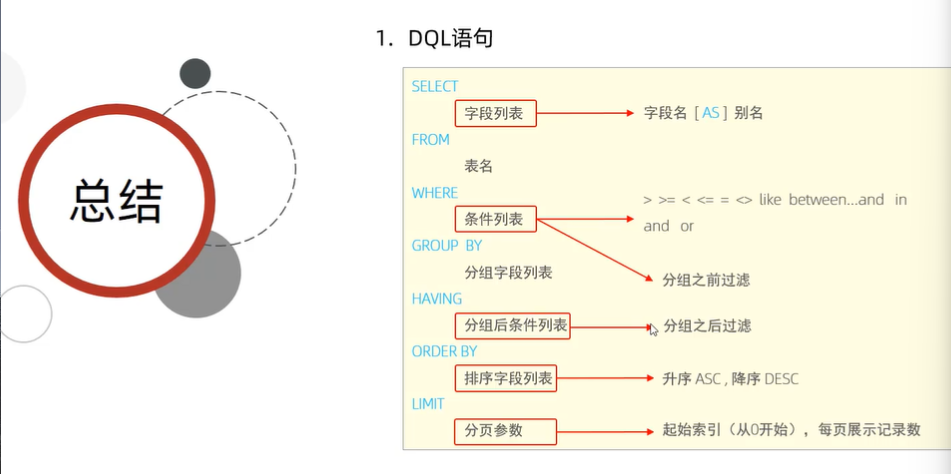 总结
1. DQL语句
SELECT
字段列表 字段名 [ AS ] 别名
FROM
表名
WHERE
条件列表 > >= < <= = <> like between...and in
and or
GROUP BY
分组之前过滤
分组字段列表
HAVING
分组后条件列表 分组之后过滤
ORDER BY
排序字段列表 升序 ASC , 降序 DESC
LIMIT
分页参数 起始索引（从0开始），每页展示记录数